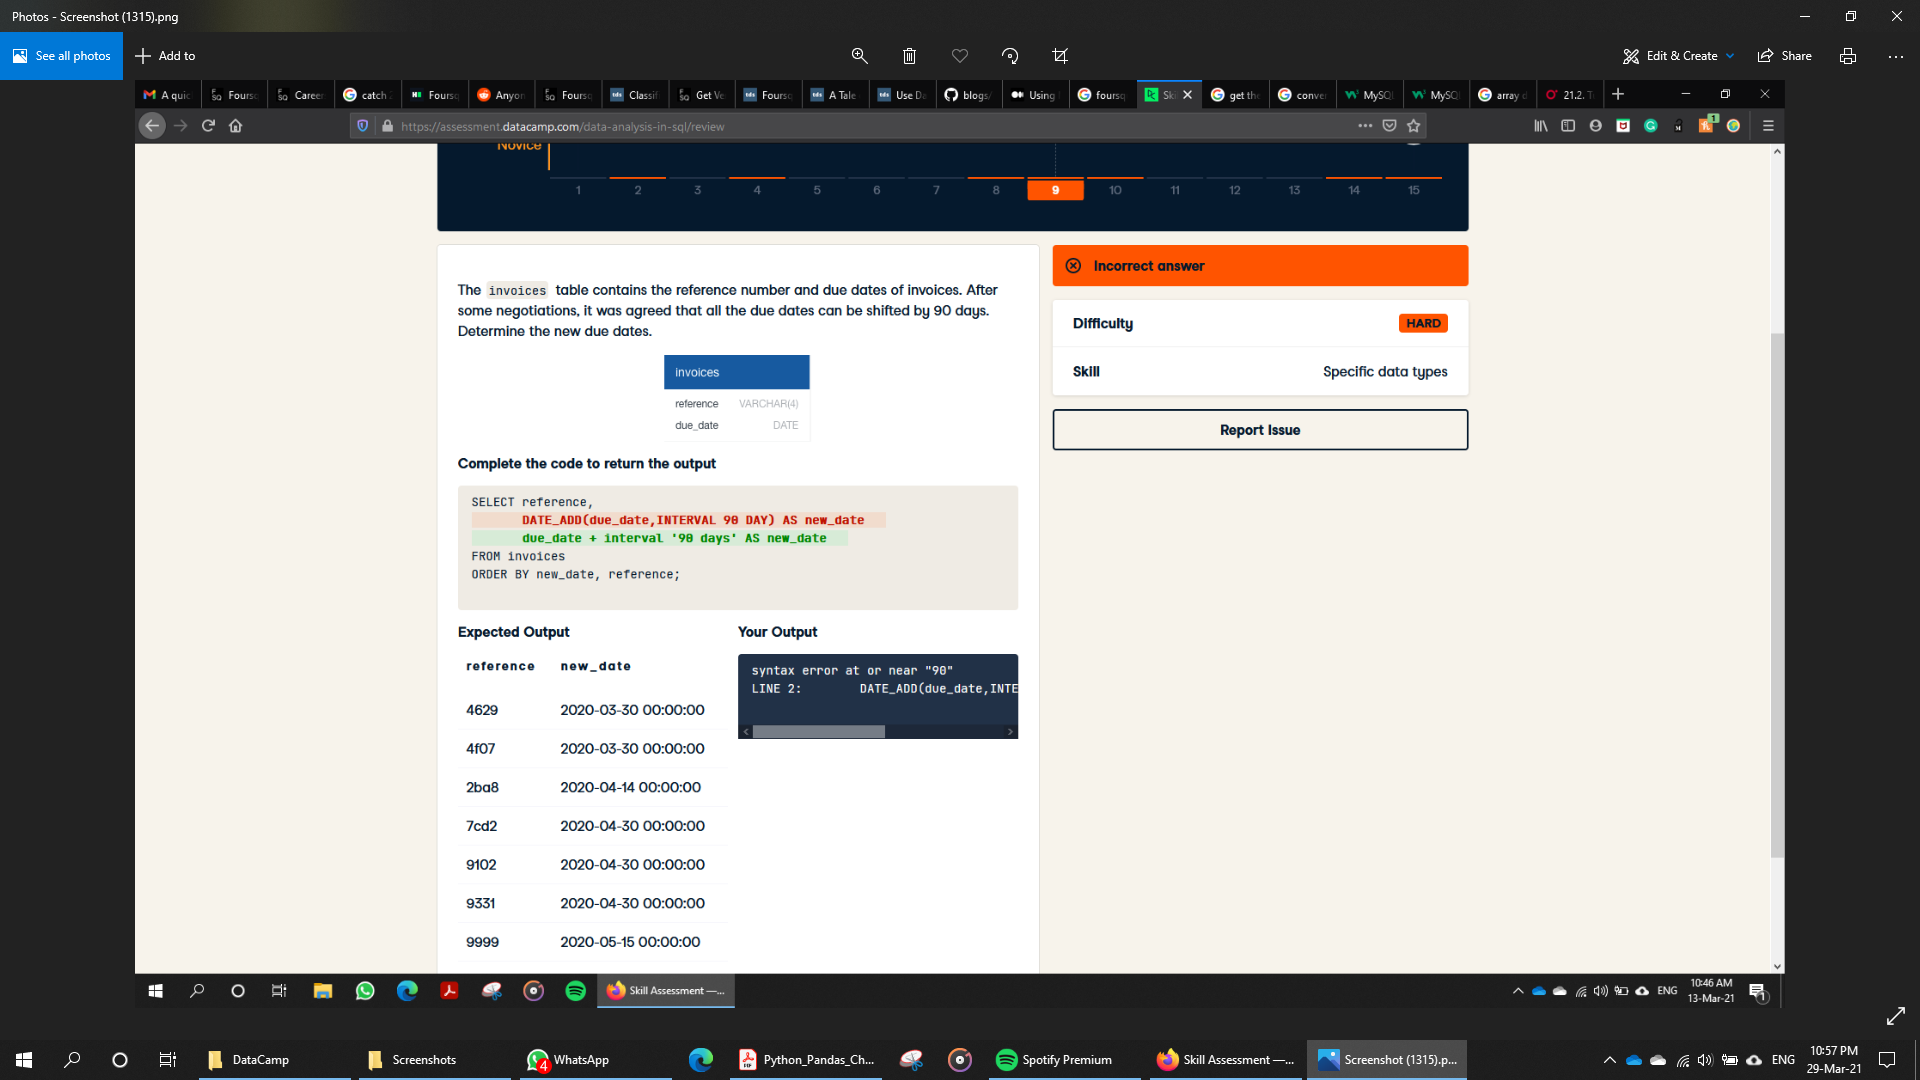 Photos - Screenshot (1315).png
See all photos
Add to
Edit & Create
Share
A quic
Fours
Career
catch
Foursq
Anyon
Foursq
Classif
Get Ve
Foursq
A Tale
Use Da
blogs/
Using
foursq
Sk
get the
conver
MySQL
MySQL
array d
21.2. T
https://assessment.datacamp.com/data-analysis-in-sql/review
1
Novice
1 2 3 4 5 6 7 8 9 10 11 12 13 14 15
The invoices table contains the reference number and due dates of invoices. After
some negotiations, it was agreed that all the due dates can be shifted by 90 days.
Determine the new due dates.
invoices
reference VARCHAR(4)
due_date DATE
Complete the code to return the output
SELECT reference,
DATE_ADD(due_date,INTERVAL 90 DAY) AS new_date
due_date + interval '90 days' AS new_date
FROM invoices
ORDER BY new_date, reference;
Expected Output
reference new_date
4629 2020-03-30 00:00:00
4f07 2020-03-30 00:00:00
2ba8 2020-04-14 00:00:00
7cd2 2020-04-30 00:00:00
9102 2020-04-30 00:00:00
9331 2020-04-30 00:00:00
9999 2020-05-15 00:00:00
Your Output
syntax error at or near "90"
LINE 2: DATE_ADD(due_date,INTE
Incorrect answer
Difficulty HARD
Skill Specific data types
Report Issue
Skill Assessment —...
ENG
10:46 AM
13-Mar-21
1
DataCamp
Screenshots
4
WhatsApp
Python_Pandas_Ch...
Spotify Premium
Skill Assessment —...
Screenshot (1315).p...
ENG
10:57 PM
29-Mar-21